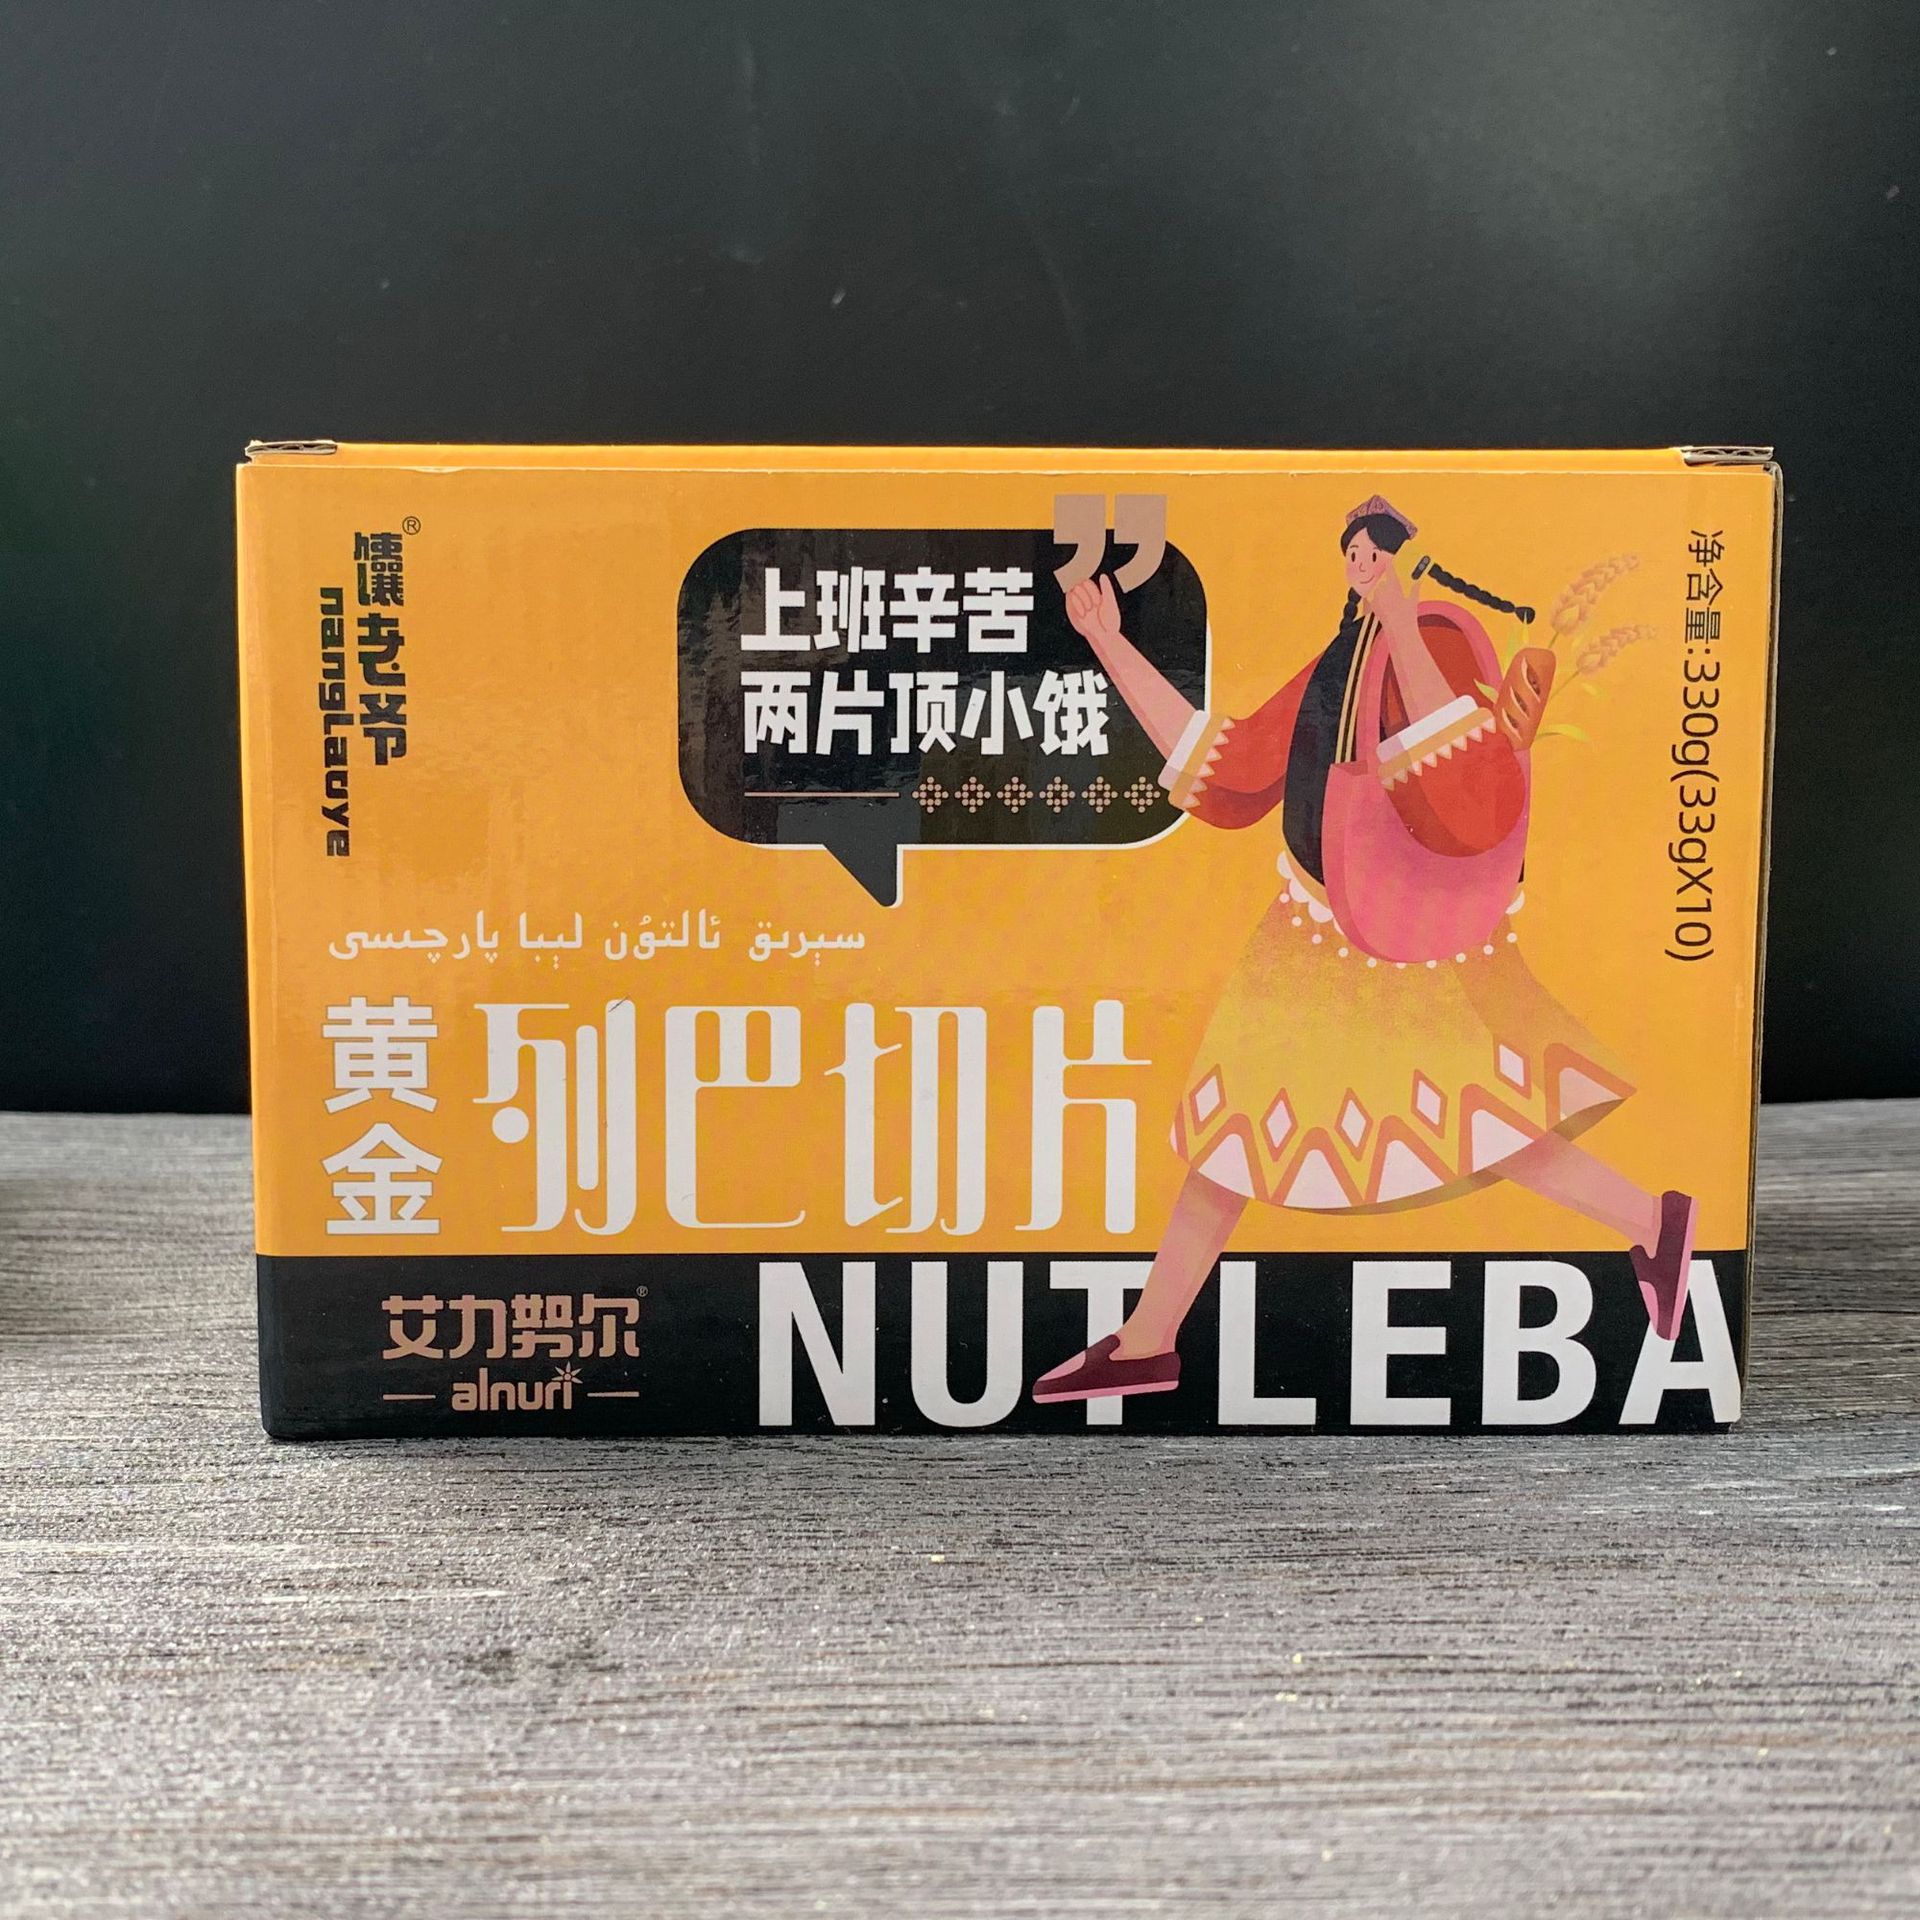 馕老爷®
nanglaoye
上班辛苦
两片顶小饿
净含量:330g(33gX10)
سېرىق ئالتۇن لېبا پارچىسى
黄金
列巴切片
艾力努尔®
alnuri
NUT LEBA